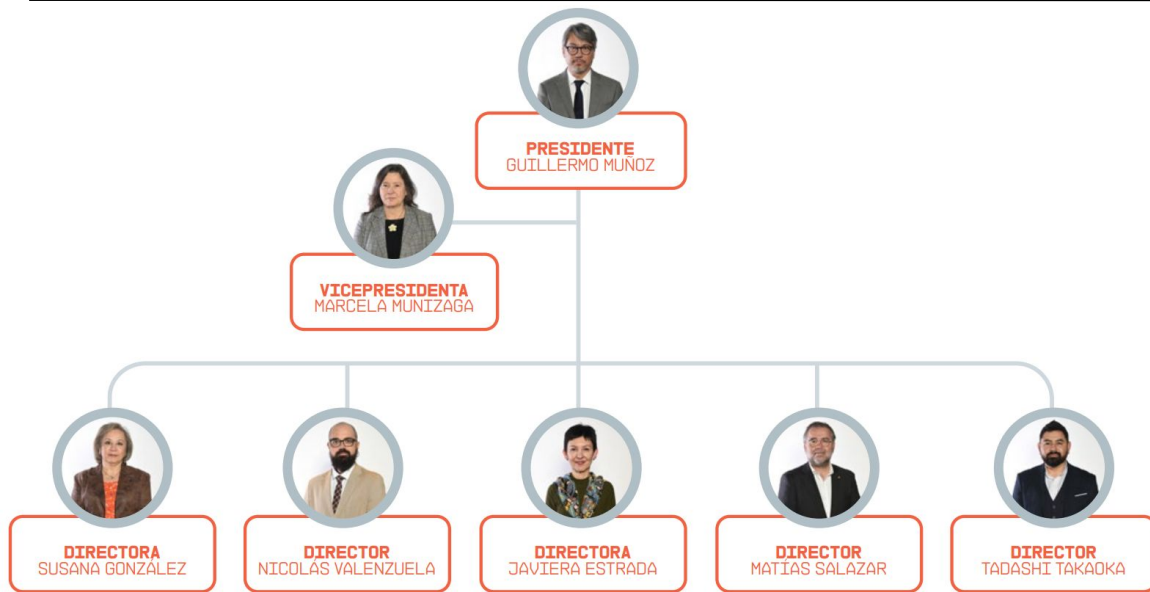 PRESIDENTE
GUILLERMO MUÑOZ
VICEPRESIDENTA
MARCELA MUNIZAGA
DIRECTORA
SUSANA GONZÁLEZ
DIRECTOR
NICOLÁS VALENZUELA
DIRECTORA
JAVIERA ESTRADA
DIRECTOR
MATÍAS SALAZAR
DIRECTOR
TADASHI TAKAOKA